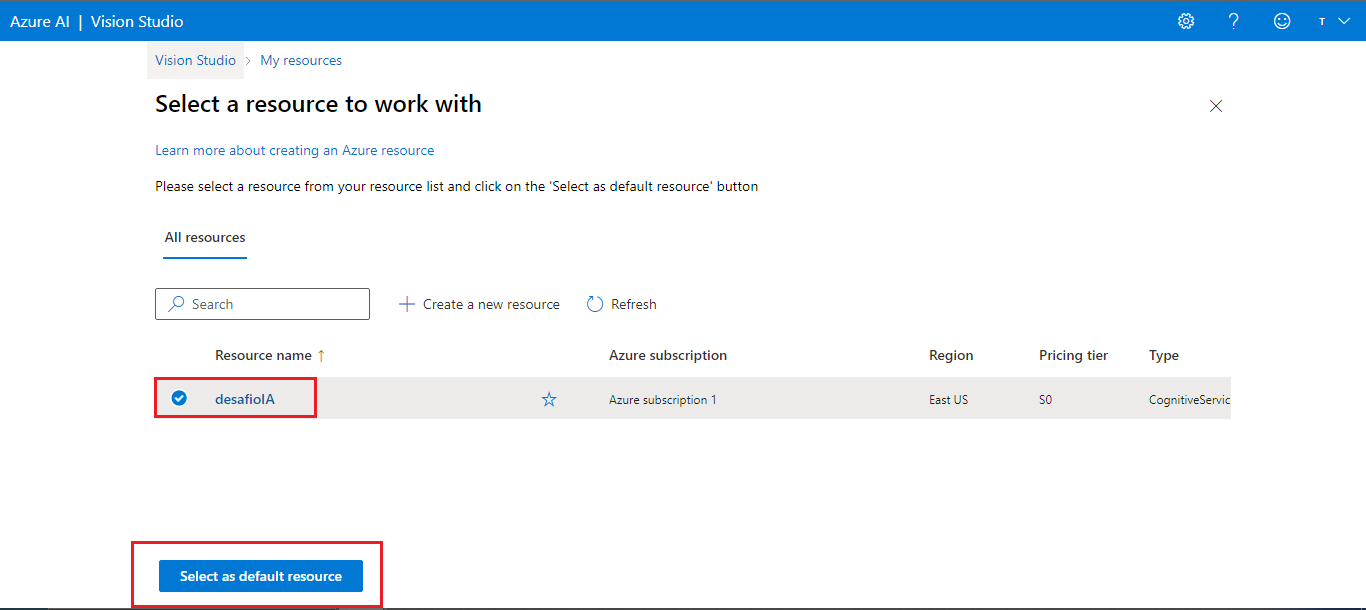 Azure AI | Vision Studio
T
Vision Studio > My resources
Select a resource to work with
Learn more about creating an Azure resource
Please select a resource from your resource list and click on the 'Select as default resource' button
All resources
Search Create a new resource Refresh
Resource name ↑ Azure subscription Region Pricing tier Type
desafioIA Azure subscription 1 East US S0 CognitiveServic
Select as default resource